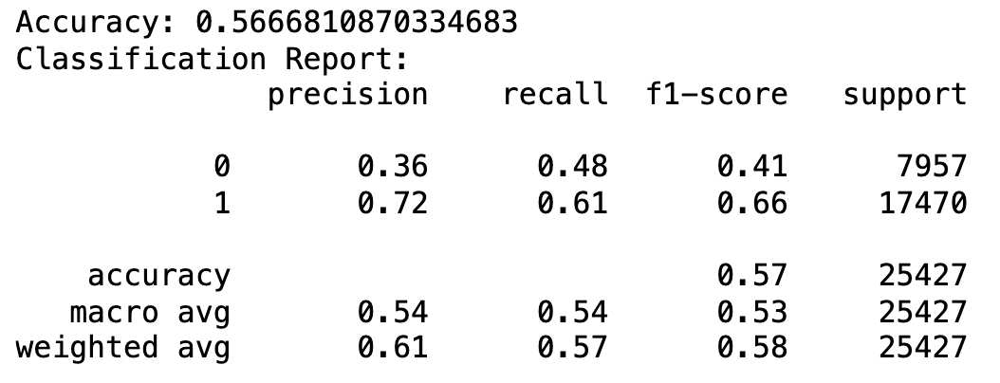 Accuracy: 0.5666810870334683
Classification Report:
precision recall f1-score support
0 0.36 0.48 0.41 7957
1 0.72 0.61 0.66 17470
accuracy 0.57 25427
macro avg 0.54 0.54 0.53 25427
weighted avg 0.61 0.57 0.58 25427